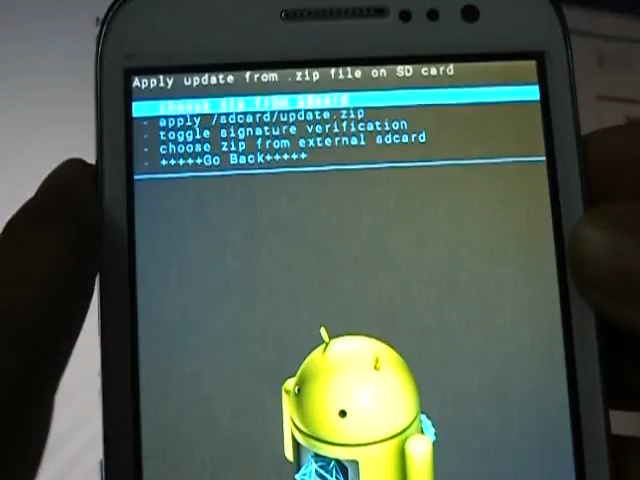 Apply update from .zip file on SD card
choose zip from sdcard
- apply /sdcard/update.zip
- toggle signature verification
- choose zip from external sdcard
- +++++Go Back+++++